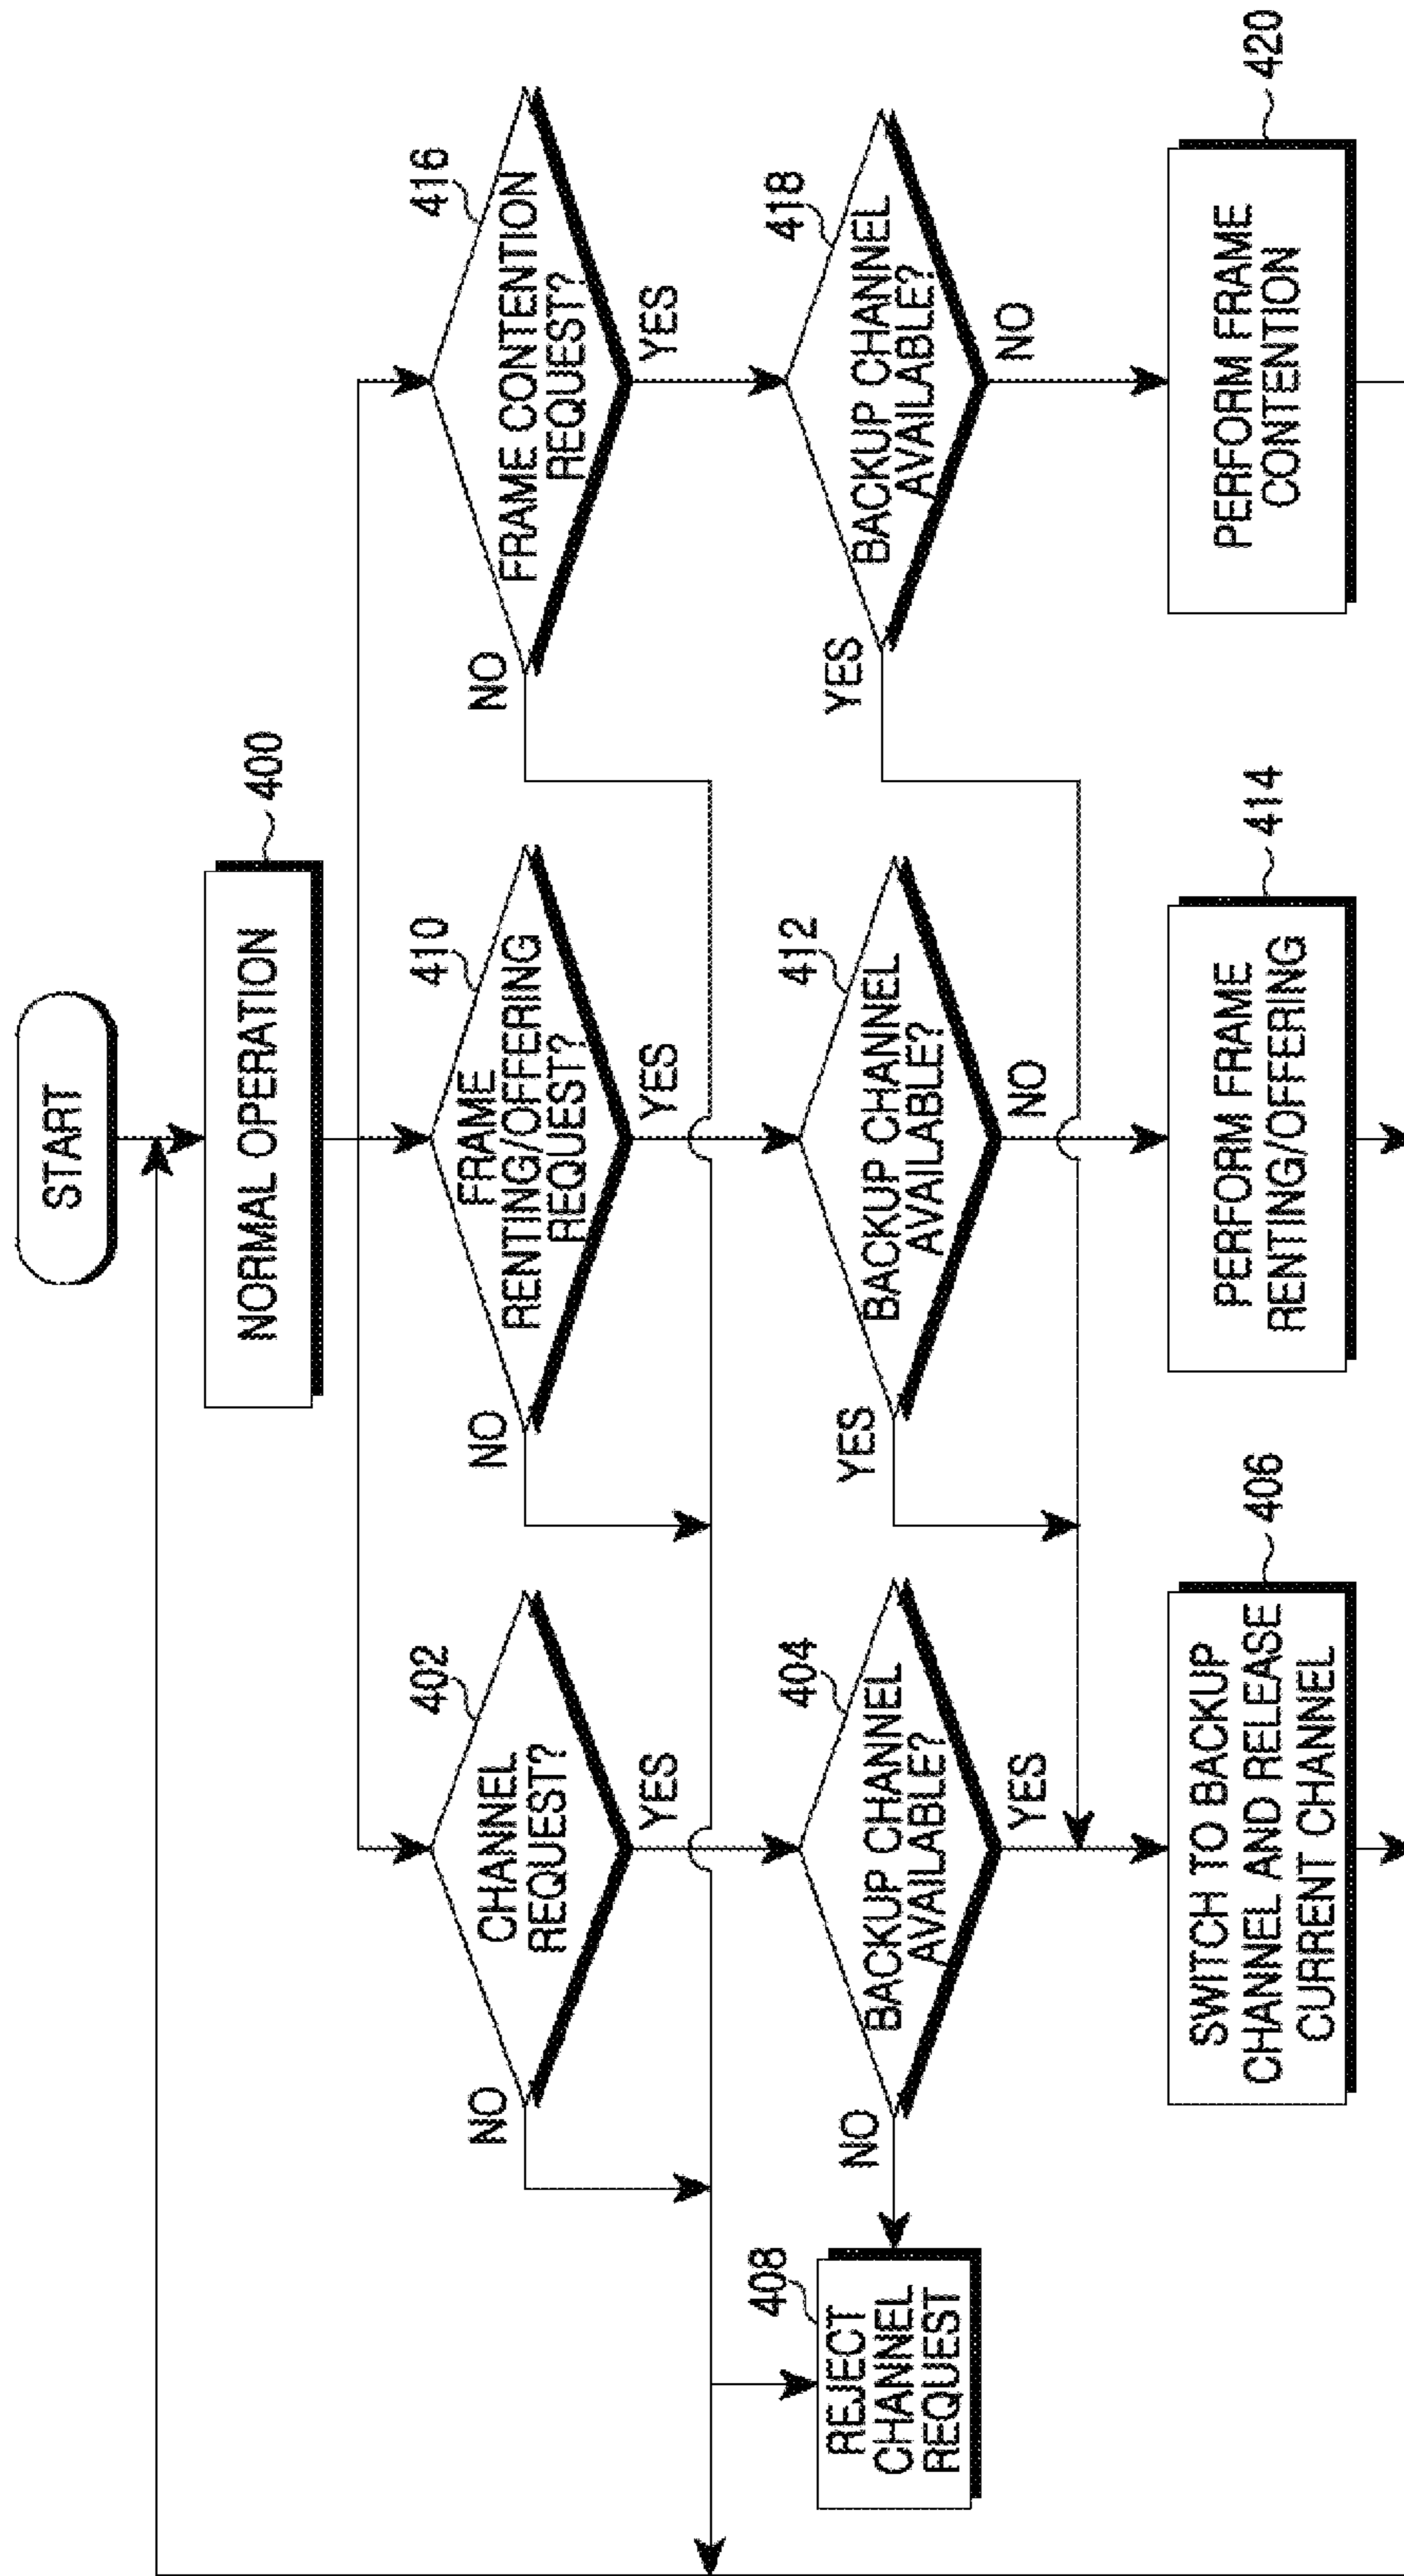 START
NORMAL OPERATION
400
CHANNEL
REQUEST?
402
NO
YES
FRAME
RENTING/OFFERING
REQUEST?
410
NO
YES
FRAME CONTENTION
REQUEST?
416
NO
YES
REJECT
CHANNEL
REQUEST
408
BACKUP CHANNEL
AVAILABLE?
404
NO
YES
BACKUP CHANNEL
AVAILABLE?
412
YES
NO
BACKUP CHANNEL
AVAILABLE?
418
YES
NO
SWITCH TO BACKUP
CHANNEL AND RELEASE
CURRENT CHANNEL
406
PERFORM FRAME
RENTING/OFFERING
414
PERFORM FRAME
CONTENTION
420